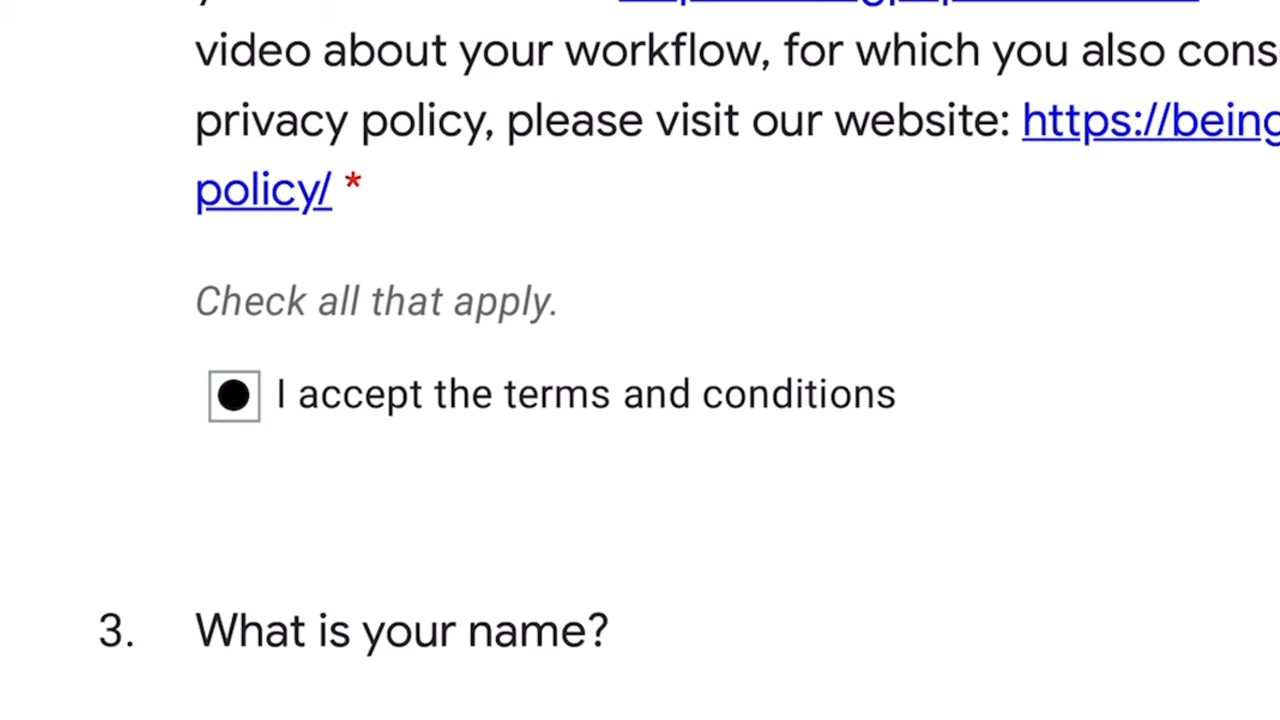 video about your workflow, for which you also
privacy policy, please visit our website: https://being
policy/ *
Check all that apply.
I accept the terms and conditions
3. What is your name?